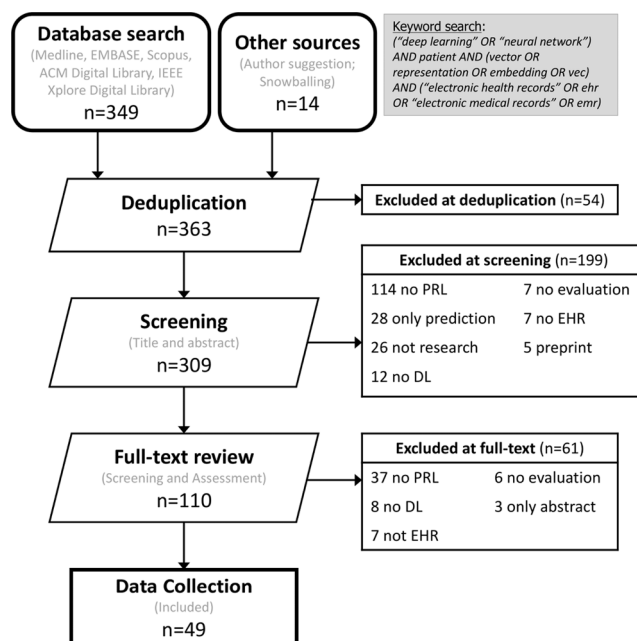 Database search
(Medline, EMBASE, Scopus,
ACM Digital Library, IEEE
Xplore Digital Library)
n=349
Other sources
(Author suggestion;
Snowballing)
n=14
Keyword search:
("deep learning" OR "neural network")
AND patient AND (vector OR
representation OR embedding OR vec)
AND ("electronic health records" OR ehr
OR "electronic medical records" OR emr)
Deduplication
n=363
Excluded at deduplication (n=54)
Screening
(Title and abstract)
n=309
Excluded at screening (n=199)
114 no PRL
28 only prediction
26 not research
12 no DL
7 no evaluation
7 no EHR
5 preprint
Full-text review
(Screening and Assessment)
n=110
Excluded at full-text (n=61)
37 no PRL
8 no DL
7 not EHR
6 no evaluation
3 only abstract
Data Collection
(Included)
n=49